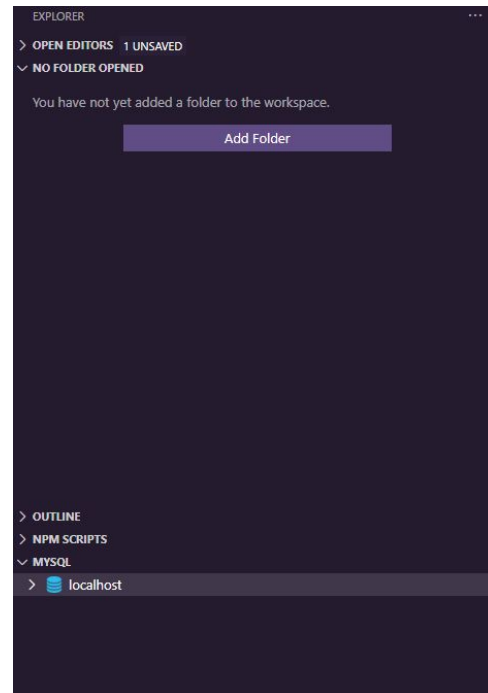 EXPLORER
OPEN EDITORS 1 UNSAVED
NO FOLDER OPENED
You have not yet added a folder to the workspace.
Add Folder
OUTLINE
NPM SCRIPTS
MYSQL
localhost